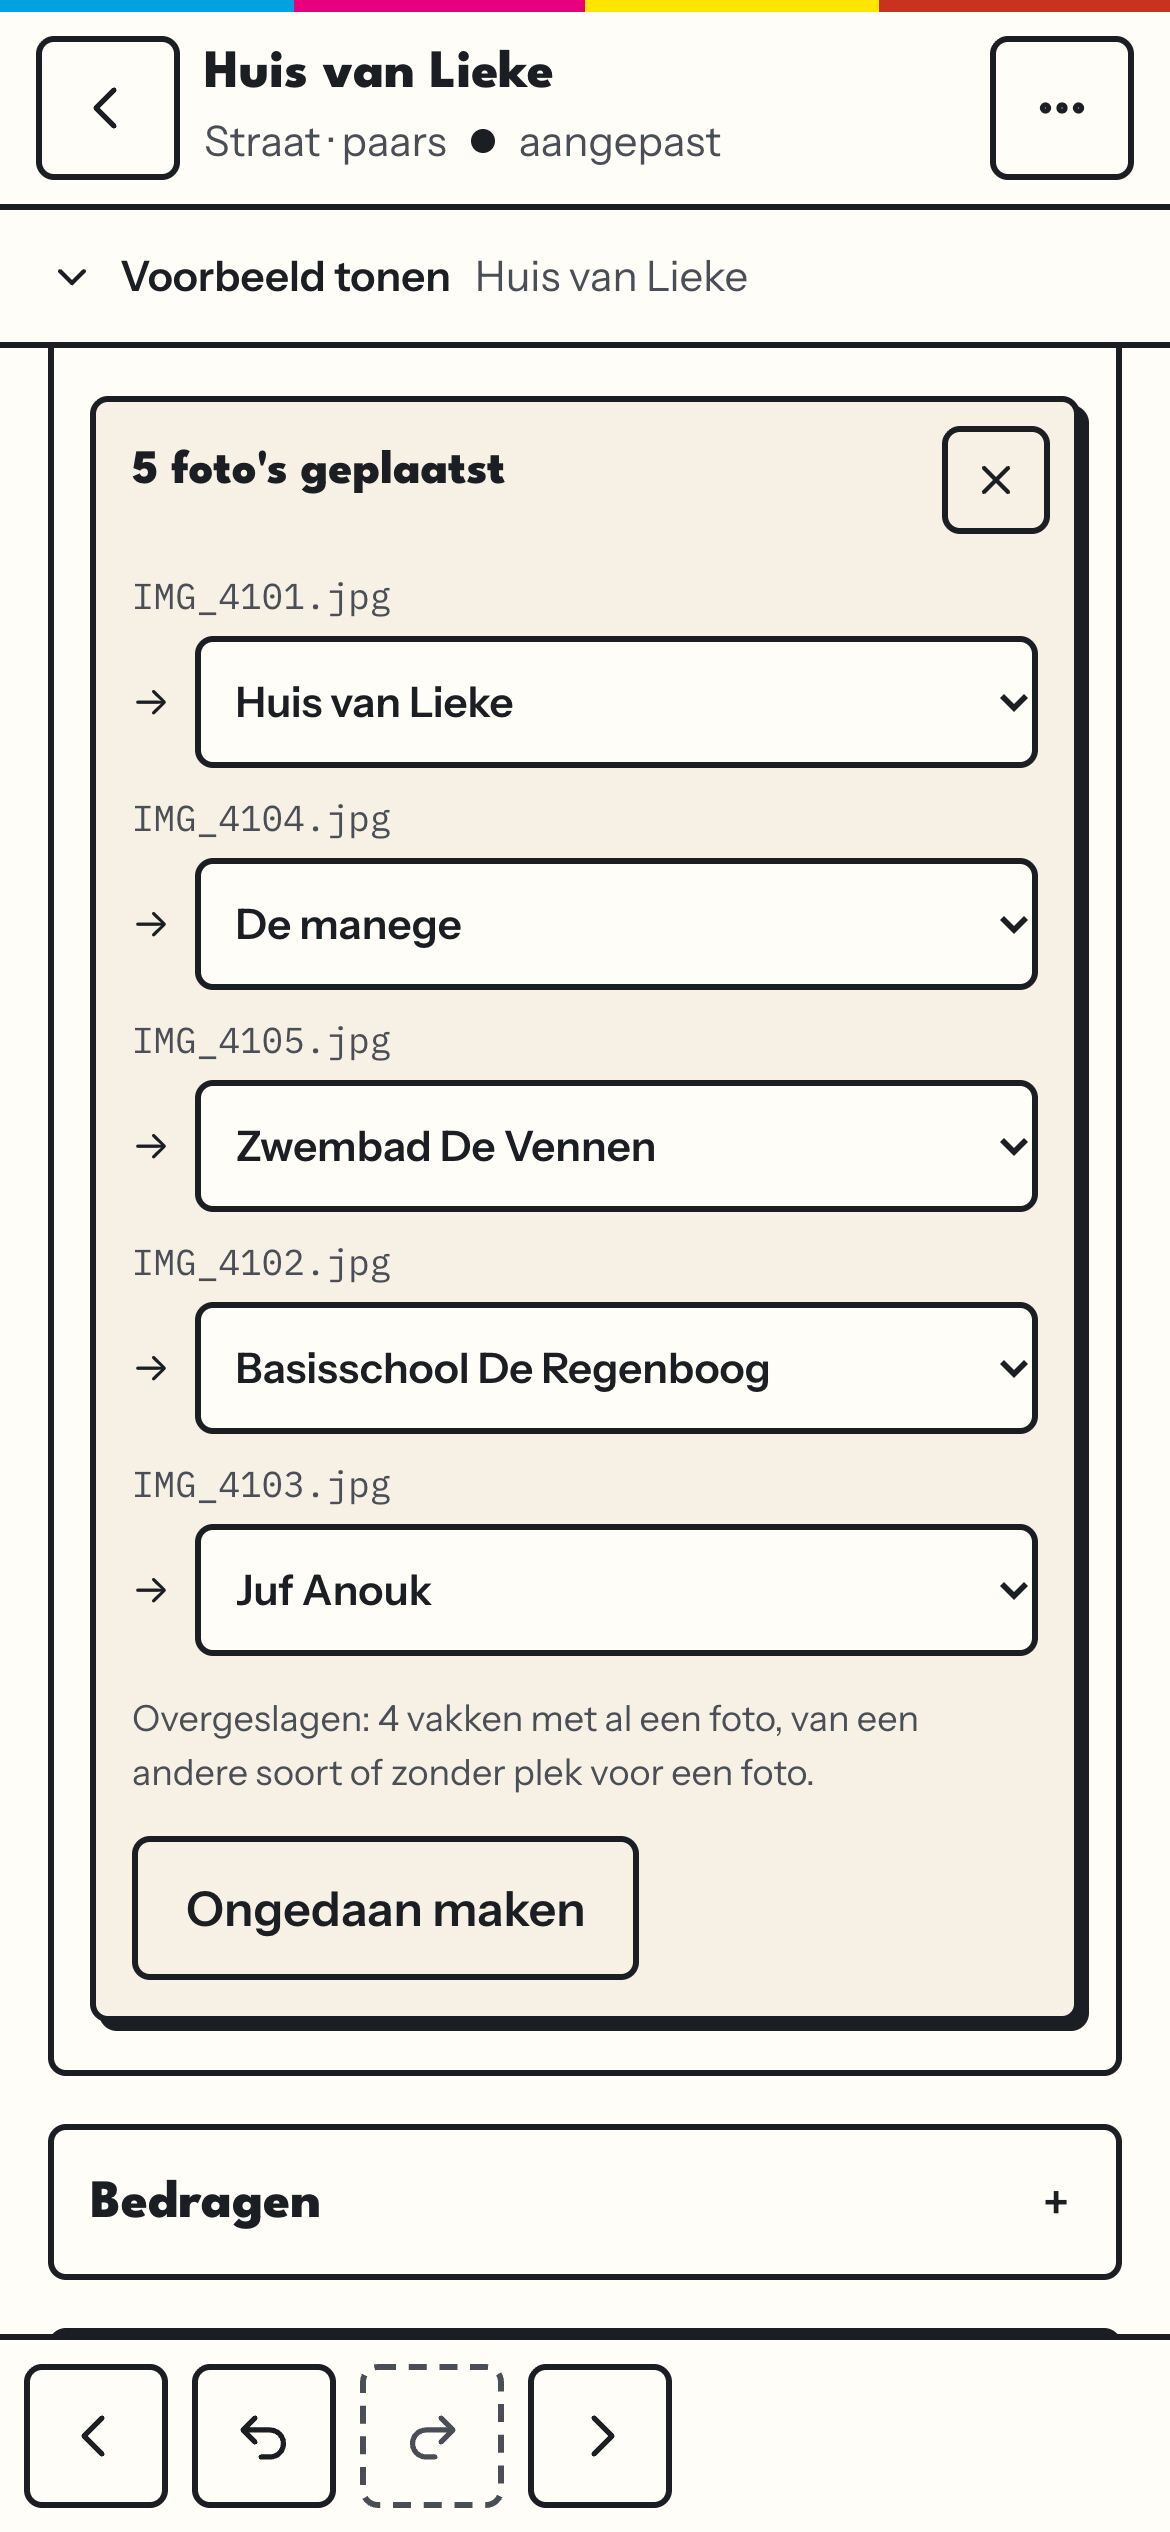 Huis van Lieke
Straat · paars ● aangepast
Voorbeeld tonen Huis van Lieke
5 foto's geplaatst
IMG_4101.jpg
→ Huis van Lieke
IMG_4104.jpg
→ De manege
IMG_4105.jpg
→ Zwembad De Vennen
IMG_4102.jpg
→ Basisschool De Regenboog
IMG_4103.jpg
→ Juf Anouk
Overgeslagen: 4 vakken met al een foto, van een
andere soort of zonder plek voor een foto.
Ongedaan maken
Bedragen +